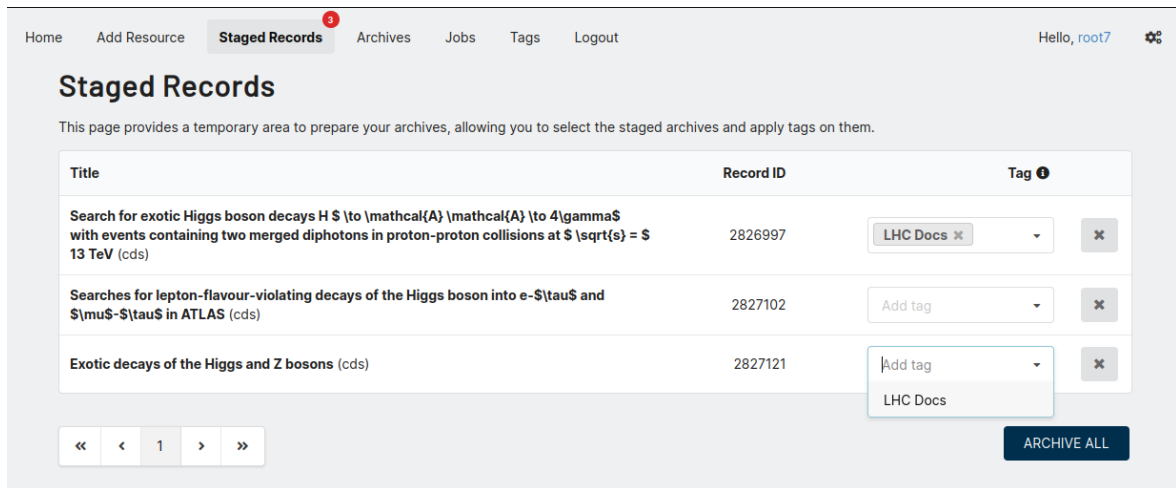 3
Home Add Resource Staged Records Archives Jobs Tags Logout Hello, root7
Staged Records
This page provides a temporary area to prepare your archives, allowing you to select the staged archives and apply tags on them.
Title Record ID Tag
Search for exotic Higgs boson decays H $ \to \mathcal{A} \mathcal{A} \to 4\gamma$
with events containing two merged diphotons in proton-proton collisions at $ \sqrt{s} = $
13 TeV (cds)
2826997 LHC Docs
Searches for lepton-flavour-violating decays of the Higgs boson into e-$\tau$ and
$\mu$-$\tau$ in ATLAS (cds)
2827102 Add tag
Exotic decays of the Higgs and Z bosons (cds) 2827121 Add tag
LHC Docs
« ‹ 1 › »
ARCHIVE ALL